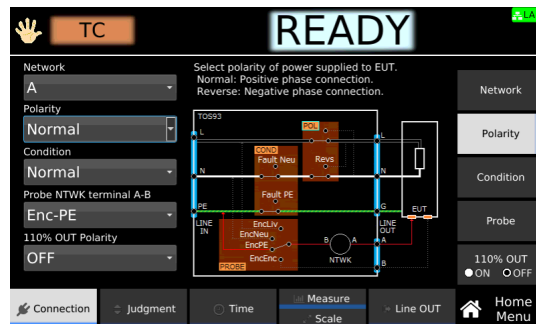 TC
READY
LA
Network
A
Polarity
Normal
Condition
Normal
Probe NTWK terminal A-B
Enc-PE
110% OUT Polarity
OFF
Select polarity of power supplied to EUT.
Normal: Positive phase connection.
Reverse: Negative phase connection.
TOS93
POL
L
L
COND
Fault Neu
Revs
N
N
Fault PE
PE
G
EUT
LINE
IN
LINE
OUT
EncLiv
EncNeu
EncPE
EncEnc
B
A
A
NTWK
B
PROBE
Network
Polarity
Condition
Probe
110% OUT
ON OFF
Connection
Judgment
Time
Measure
Scale
Line OUT
Home
Menu